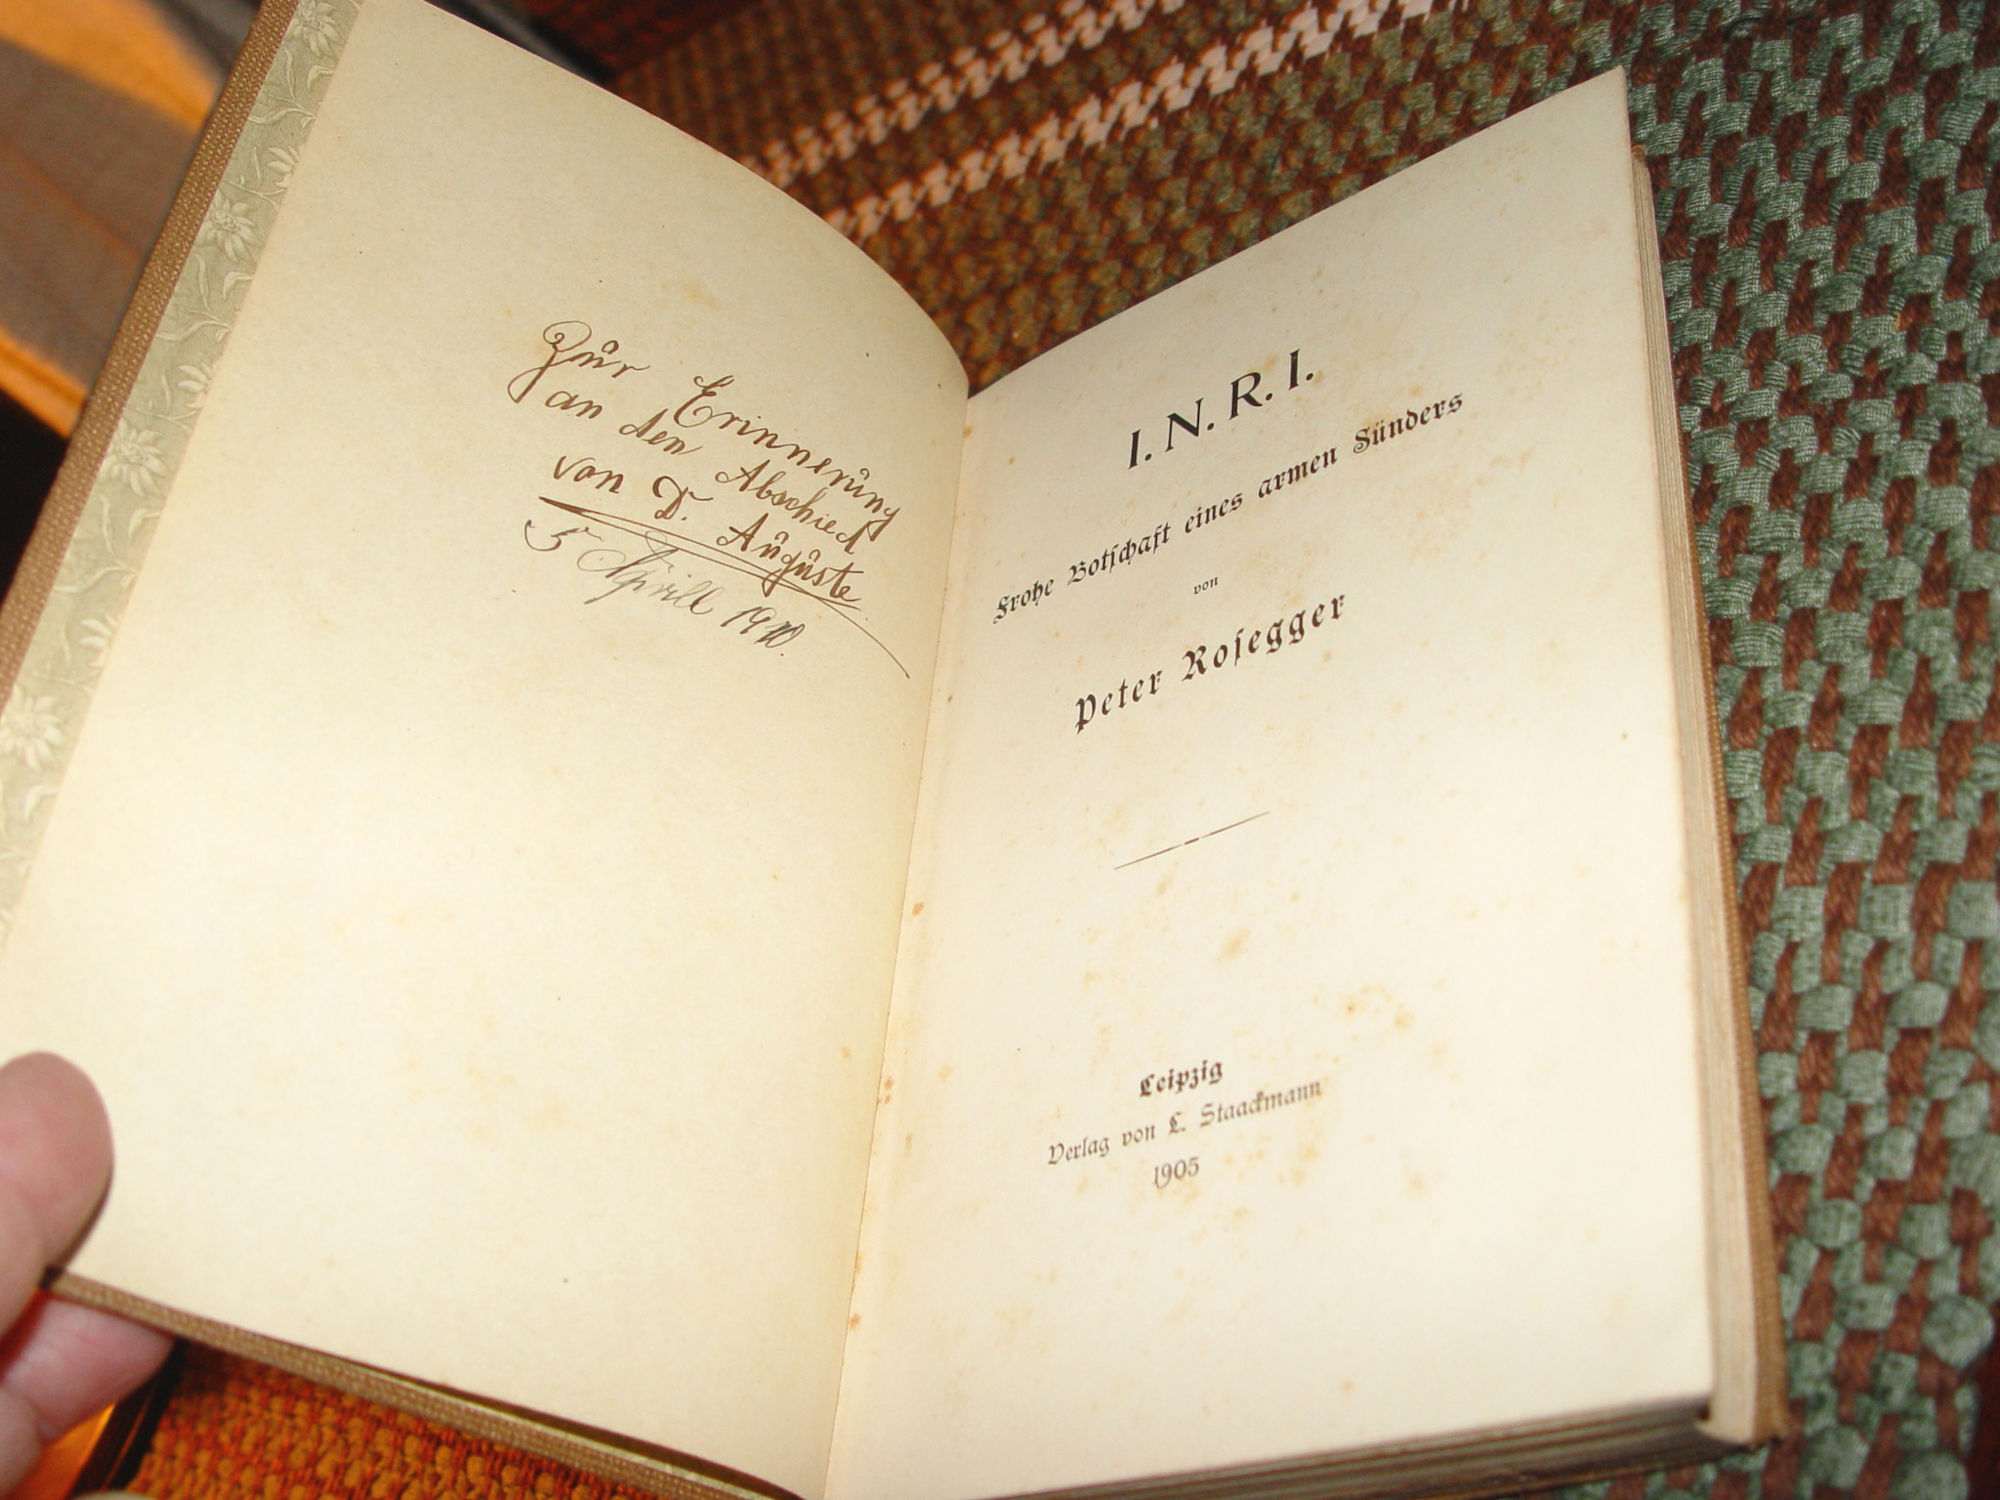 Zur Erinnerung
an den Abschied
von D. Auguste
5 Aprill 1910.
I. N. R. I.
Frohe Botſchaft eines armen Sünders
von
Peter Roſegger
Leipzig
Verlag von L. Staackmann
1905